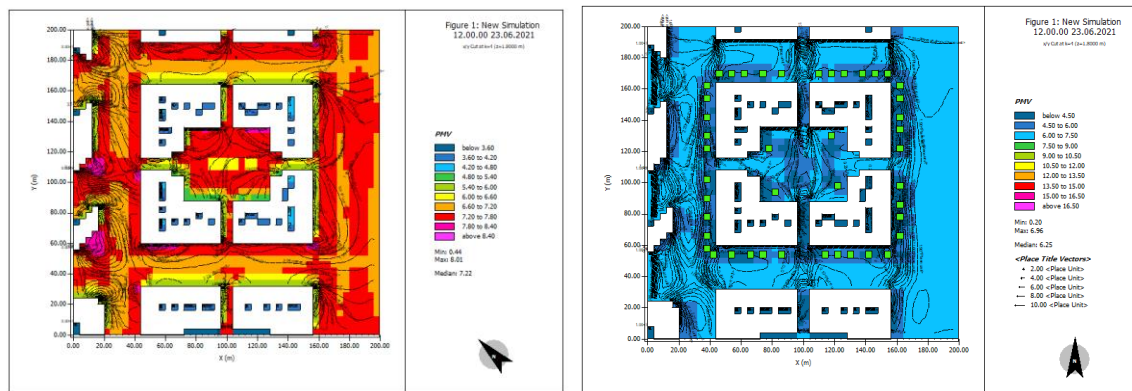 Figure 1: New Simulation
12.00.00 23.06.2021
x/y Cut at k=4 (z=1.8000 m)
PMV
below 3.60
3.60 to 4.20
4.20 to 4.80
4.80 to 5.40
5.40 to 6.00
6.00 to 6.60
6.60 to 7.20
7.20 to 7.80
7.80 to 8.40
above 8.40
Min: 0.44
Max: 8.01
Median: 7.22
200.00
180.00
160.00
140.00
120.00
100.00
80.00
60.00
40.00
20.00
0.00
Y (m)
0.00 20.00 40.00 60.00 80.00 100.00 120.00 140.00 160.00 180.00 200.00
X (m)
N
Figure 1: New Simulation
12.00.00 23.06.2021
x/y Cut at k=4 (z=1.8000 m)
PMV
below 4.50
4.50 to 6.00
6.00 to 7.50
7.50 to 9.00
9.00 to 10.50
10.50 to 12.00
12.00 to 13.50
13.50 to 15.00
15.00 to 16.50
above 16.50
Min: 0.20
Max: 6.96
Median: 6.25
<Place Title Vectors>
2.00 <Place Unit>
4.00 <Place Unit>
6.00 <Place Unit>
8.00 <Place Unit>
10.00 <Place Unit>
200.00
180.00
160.00
140.00
120.00
100.00
80.00
60.00
40.00
20.00
0.00
Y (m)
0.00 20.00 40.00 60.00 80.00 100.00 120.00 140.00 160.00 180.00 200.00
X (m)
N